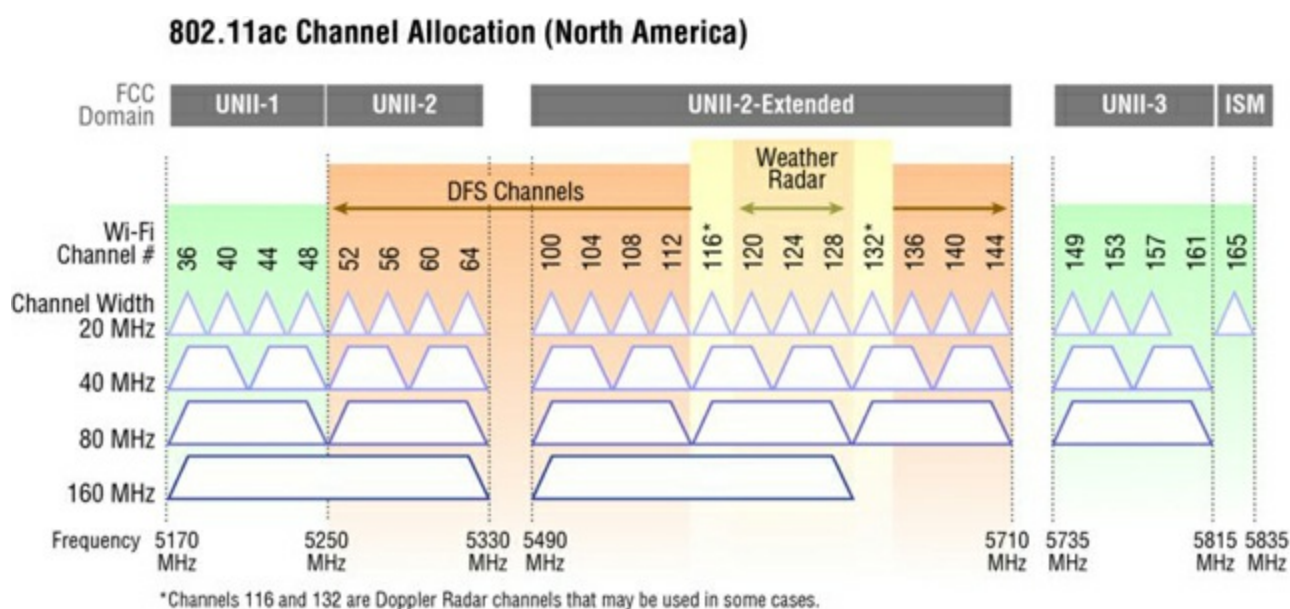 802.11ac Channel Allocation (North America)
FCC
Domain
UNII-1 UNII-2 UNII-2-Extended UNII-3 ISM
Weather
Radar
DFS Channels
Wi-Fi
Channel #
36 40 44 48 52 56 60 64 100 104 108 112 116* 120 124 128 132* 136 140 144 149 153 157 161 165
Channel Width
20 MHz
40 MHz
80 MHz
160 MHz
Frequency 5170 5250 5330 5490 5710 5735 5815 5835
MHz MHz MHz MHz MHz MHz MHz MHz
*Channels 116 and 132 are Doppler Radar channels that may be used in some cases.